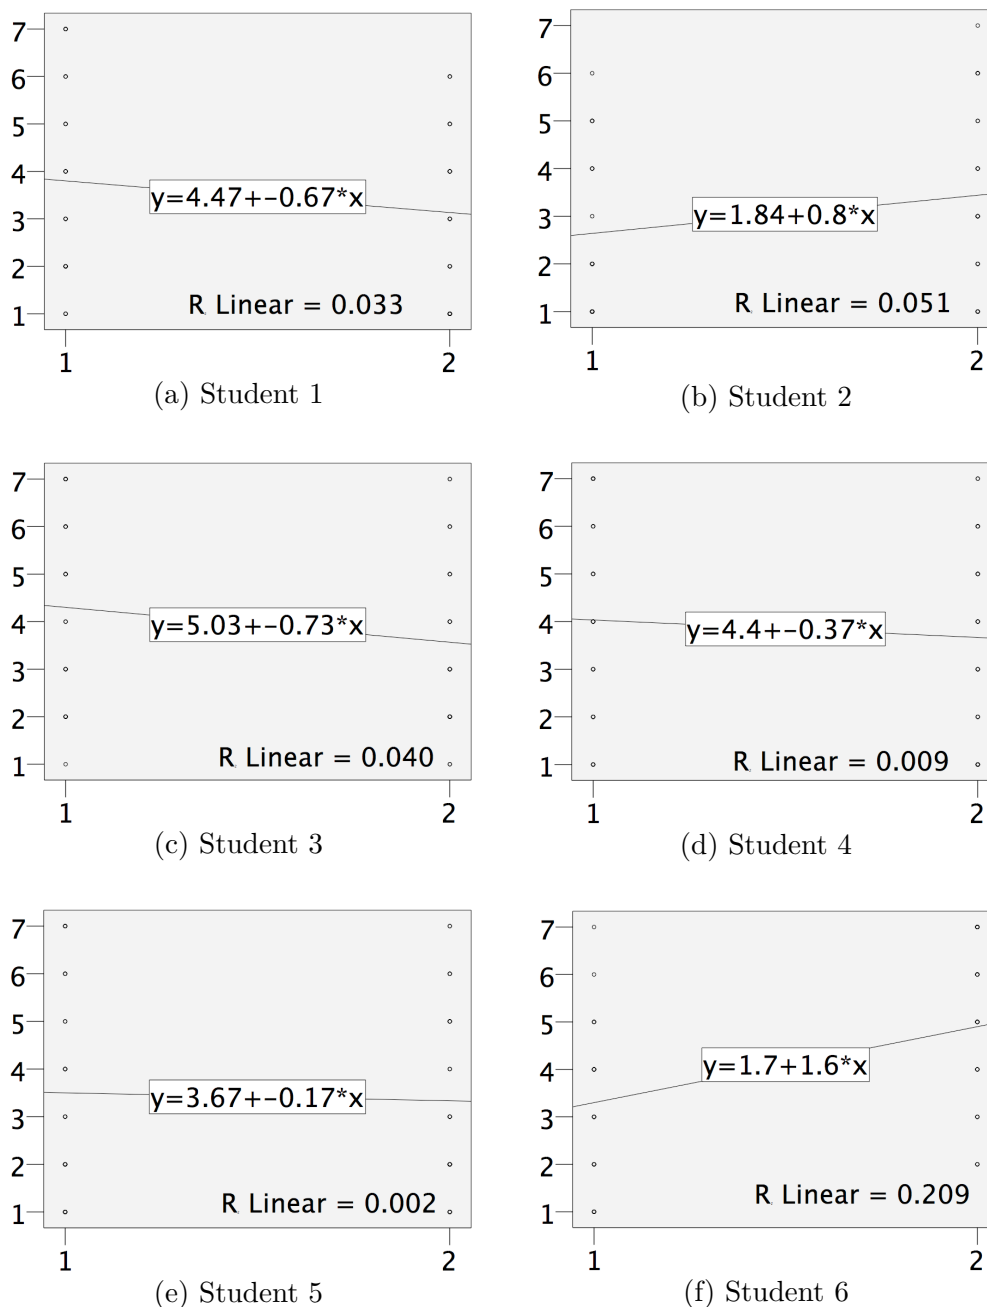 7
6
5
4
3
2
1
y=4.47+-0.67*x
R Linear = 0.033
1 2
(a) Student 1
7
6
5
4
3
2
1
y=1.84+0.8*x
R Linear = 0.051
1 2
(b) Student 2
7
6
5
4
3
2
1
y=5.03+-0.73*x
R Linear = 0.040
1 2
(c) Student 3
7
6
5
4
3
2
1
y=4.4+-0.37*x
R Linear = 0.009
1 2
(d) Student 4
7
6
5
4
3
2
1
y=3.67+-0.17*x
R Linear = 0.002
1 2
(e) Student 5
7
6
5
4
3
2
1
y=1.7+1.6*x
R Linear = 0.209
1 2
(f) Student 6